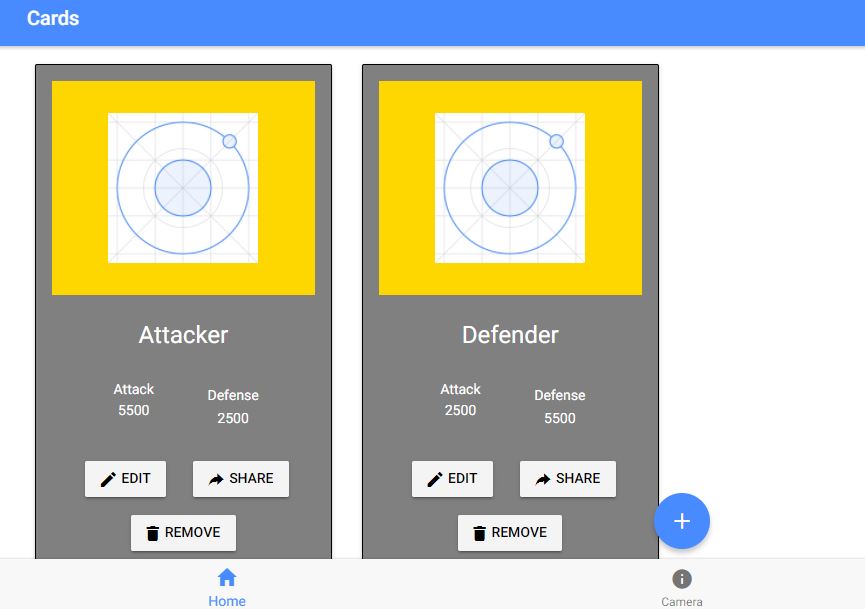 Cards
Attacker
Attack
5500
Defense
2500
EDIT
SHARE
REMOVE
Defender
Attack
2500
Defense
5500
EDIT
SHARE
REMOVE
+
Home
Camera